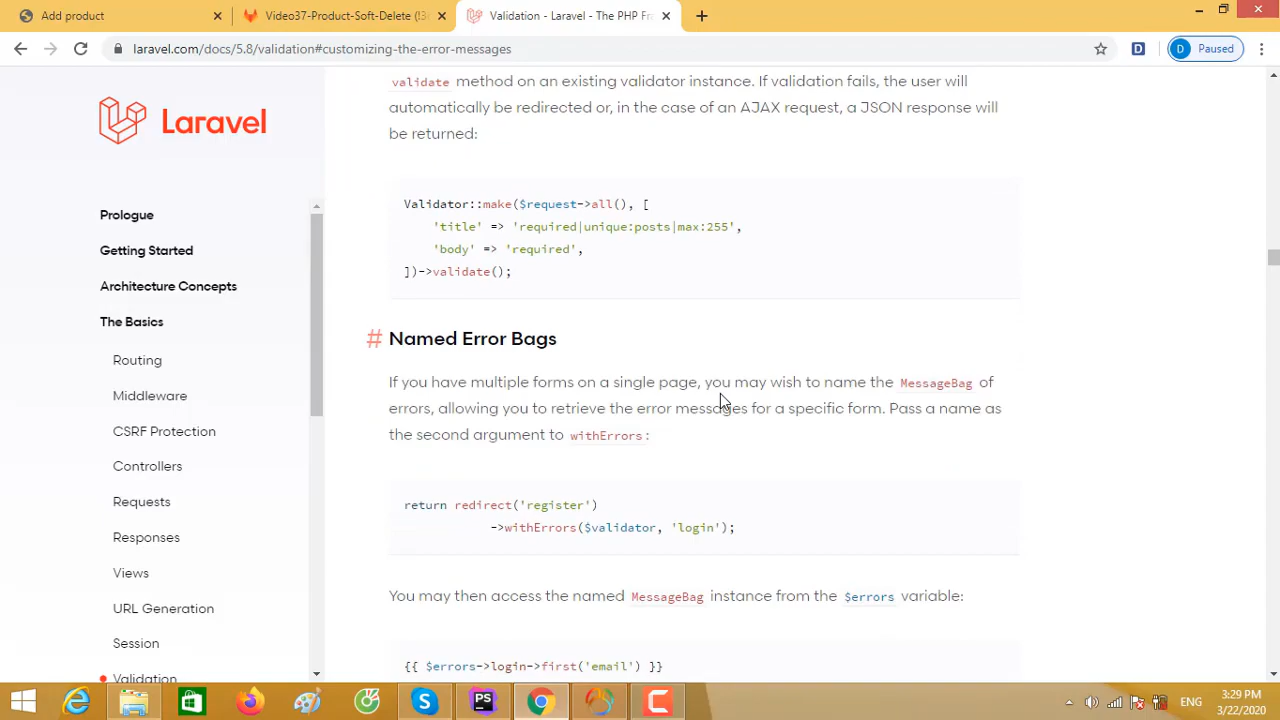 Add product
Video37-Product-Soft-Delete (!3
Validation - Laravel - The PHP Fr
laravel.com/docs/5.8/validation#customizing-the-error-messages
D
D
Paused
Laravel
Prologue
Getting Started
Architecture Concepts
The Basics
Routing
Middleware
CSRF Protection
Controllers
Requests
Responses
Views
URL Generation
Session
Validation
validate method on an existing validator instance. If validation fails, the user will
automatically be redirected or, in the case of an AJAX request, a JSON response will
be returned:
Validator::make($request->all(), [
'title' => 'required|unique:posts|max:255',
'body' => 'required',
])->validate();
# Named Error Bags
If you have multiple forms on a single page, you may wish to name the MessageBag of
errors, allowing you to retrieve the error messages for a specific form. Pass a name as
the second argument to withErrors:
return redirect('register')
->withErrors($validator, 'login');
You may then access the named MessageBag instance from the $errors variable:
{{ $errors->login->first('email') }}
PS
ENG
3:29 PM
3/22/2020